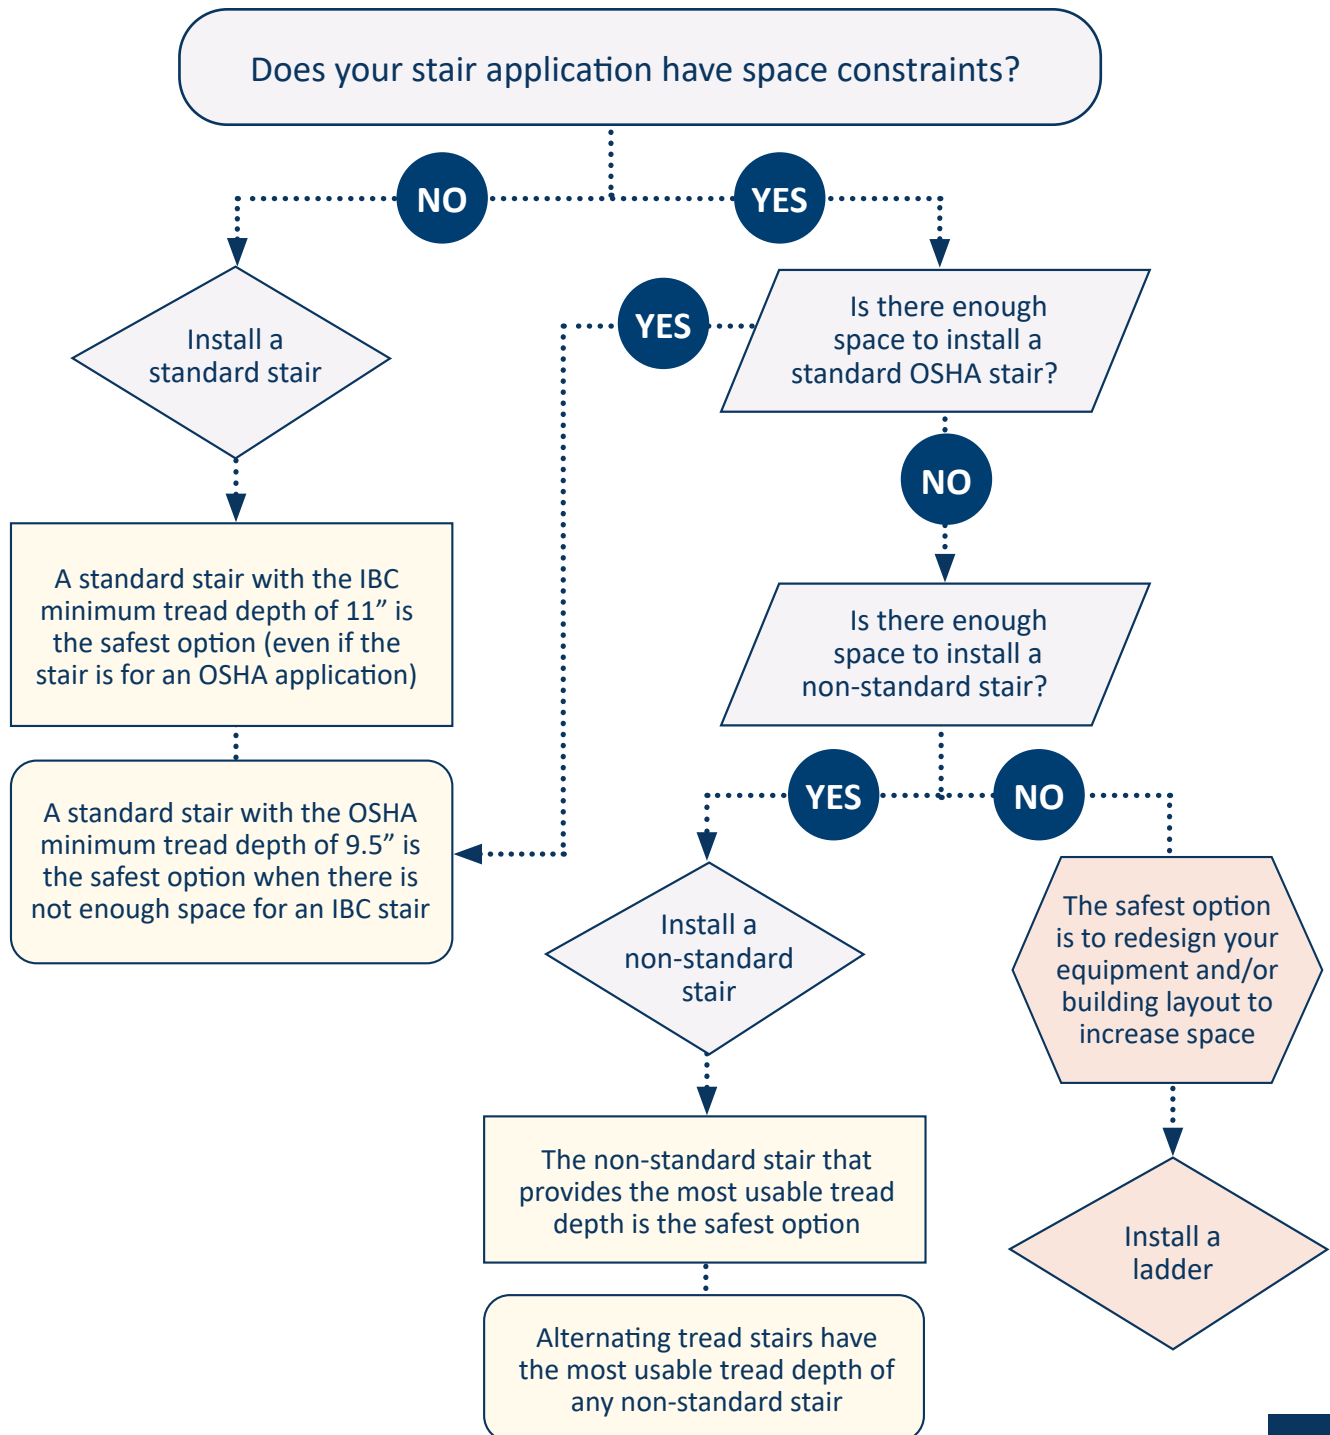 Does your stair application have space constraints?
NO
YES
Install a
standard stair
YES
Is there enough
space to install a
standard OSHA stair?
NO
A standard stair with the IBC
minimum tread depth of 11” is
the safest option (even if the
stair is for an OSHA application)
Is there enough
space to install a
non-standard stair?
A standard stair with the OSHA
minimum tread depth of 9.5” is
the safest option when there is
not enough space for an IBC stair
YES
NO
Install a
non-standard
stair
The safest option
is to redesign your
equipment and/or
building layout to
increase space
The non-standard stair that
provides the most usable tread
depth is the safest option
Install a
ladder
Alternating tread stairs have
the most usable tread depth of
any non-standard stair